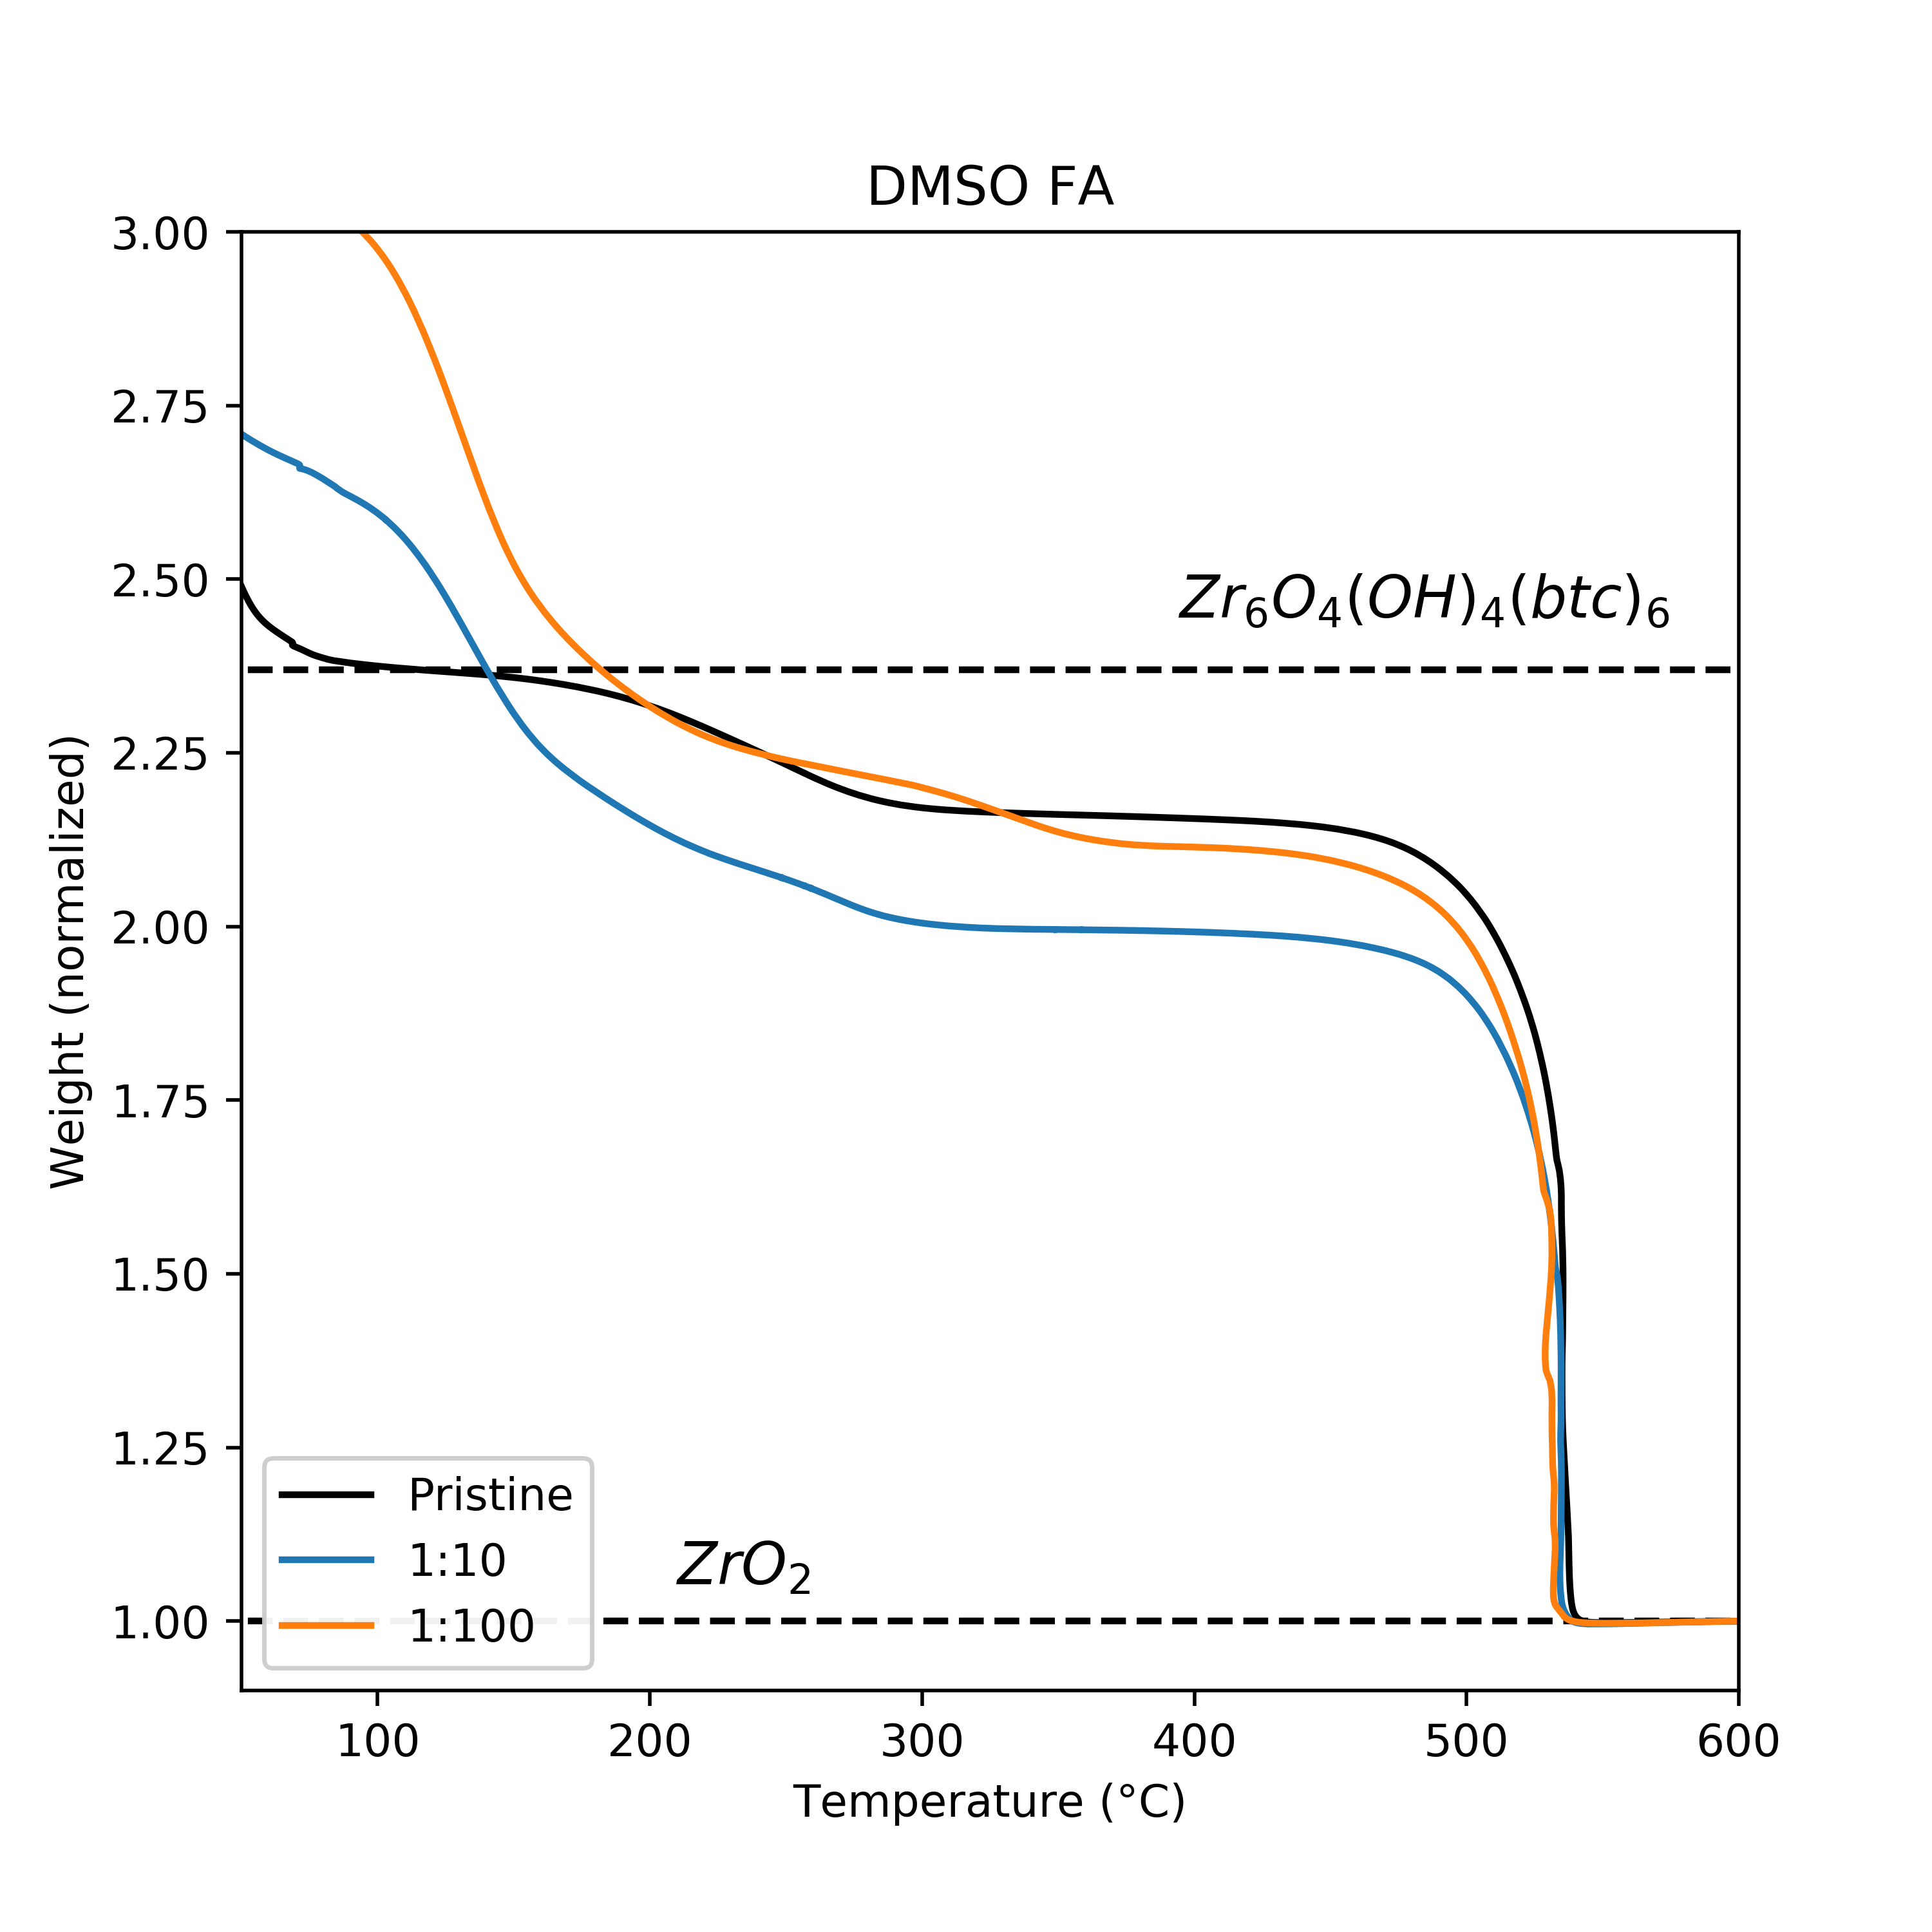 DMSO FA
3.00
2.75
2.50
2.25
2.00
1.75
1.50
1.25
1.00
Weight (normalized)
Zr₆O₄(OH)₄(btc)₆
ZrO₂
Pristine
1:10
1:100
100 200 300 400 500 600
Temperature (°C)